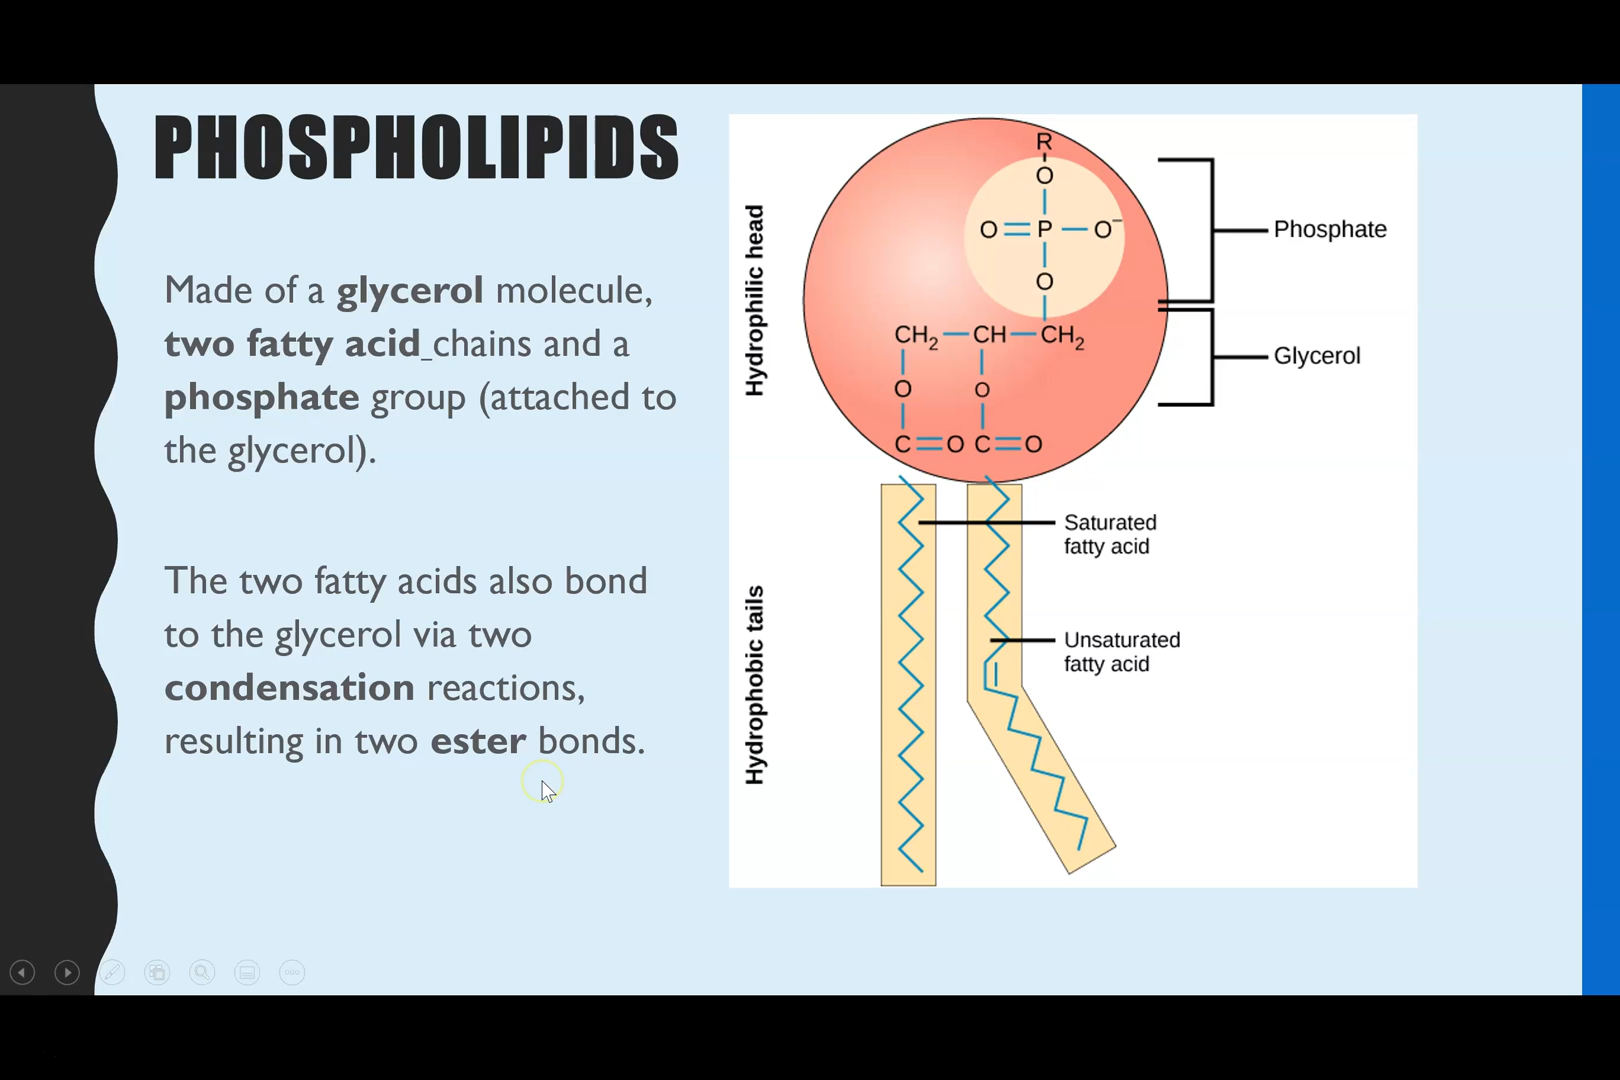 PHOSPHOLIPIDS
Made of a glycerol molecule,
two fatty acid chains and a
phosphate group (attached to
the glycerol).
The two fatty acids also bond
to the glycerol via two
condensation reactions,
resulting in two ester bonds.
Hydrophilic head
R
O
O P O⁻
O
CH₂ CH CH₂
O O
C O C O
Phosphate
Glycerol
Hydrophobic tails
Saturated
fatty acid
Unsaturated
fatty acid